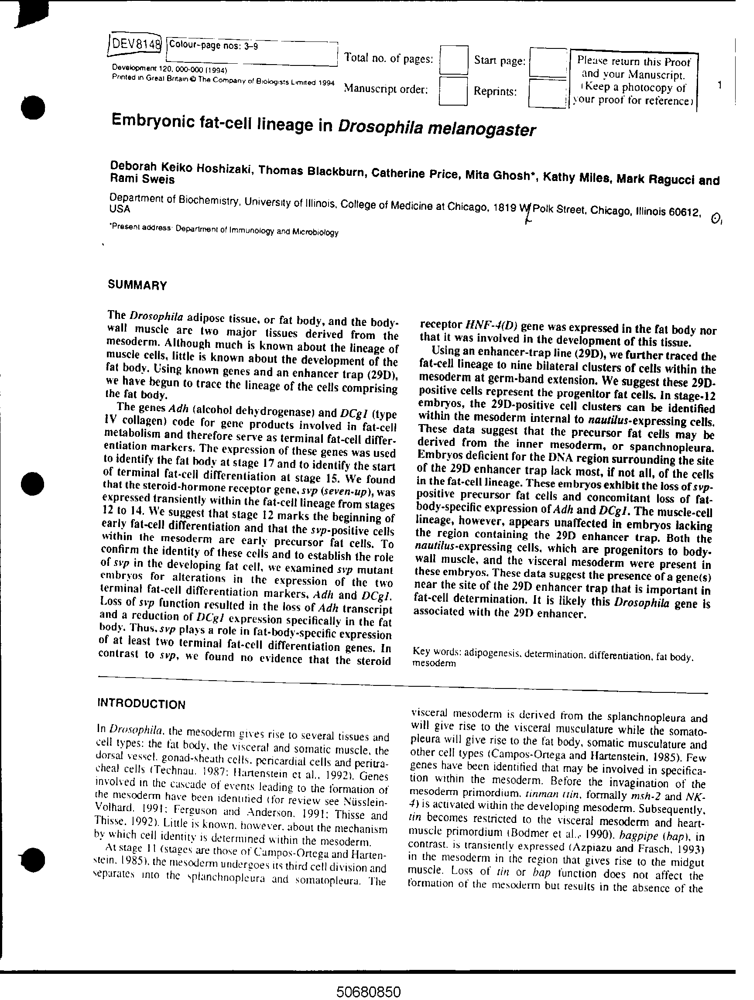 DEV8148 Colour-page nos: 3–9
Development 120, 000-000 (1994)
Printed in Great Britain © The Company of Biologists Limited 1994
Total no. of pages:
Start page:
Manuscript order:
Reprints:
Please return this Proof
and your Manuscript.
(Keep a photocopy of
your proof for reference)
1
Embryonic fat-cell lineage in Drosophila melanogaster
Deborah Keiko Hoshizaki, Thomas Blackburn, Catherine Price, Mita Ghosh*, Kathy Miles, Mark Ragucci and
Rami Sweis
Department of Biochemistry, University of Illinois, College of Medicine at Chicago, 1819 W Polk Street, Chicago, Illinois 60612,
USA
*Present address: Department of Immunology and Microbiology
SUMMARY
The Drosophila adipose tissue, or fat body, and the body-
wall muscle are two major tissues derived from the
mesoderm. Although much is known about the lineage of
muscle cells, little is known about the development of the
fat body. Using known genes and an enhancer trap (29D),
we have begun to trace the lineage of the cells comprising
the fat body.
The genes Adh (alcohol dehydrogenase) and DCg1 (type
IV collagen) code for gene products involved in fat-cell
metabolism and therefore serve as terminal fat-cell differ-
entiation markers. The expression of these genes was used
to identify the fat body at stage 17 and to identify the start
of terminal fat-cell differentiation at stage 15. We found
that the steroid-hormone receptor gene, svp (seven-up), was
expressed transiently within the fat-cell lineage from stages
12 to 14. We suggest that stage 12 marks the beginning of
early fat-cell differentiation and that the svp-positive cells
within the mesoderm are early precursor fat cells. To
confirm the identity of these cells and to establish the role
of svp in the developing fat cell, we examined svp mutant
embryos for alterations in the expression of the two
terminal fat-cell differentiation markers, Adh and DCg1.
Loss of svp function resulted in the loss of Adh transcript
and a reduction of DCg1 expression specifically in the fat
body. Thus, svp plays a role in fat-body-specific expression
of at least two terminal fat-cell differentiation genes. In
contrast to svp, we found no evidence that the steroid
receptor HNF-4(D) gene was expressed in the fat body nor
that it was involved in the development of this tissue.
Using an enhancer-trap line (29D), we further traced the
fat-cell lineage to nine bilateral clusters of cells within the
mesoderm at germ-band extension. We suggest these 29D-
positive cells represent the progenitor fat cells. In stage-12
embryos, the 29D-positive cell clusters can be identified
within the mesoderm internal to nautilus-expressing cells.
These data suggest that the precursor fat cells may be
derived from the inner mesoderm, or spanchnopleura.
Embryos deficient for the DNA region surrounding the site
of the 29D enhancer trap lack most, if not all, of the cells
in the fat-cell lineage. These embryos exhibit the loss of svp-
positive precursor fat cells and concomitant loss of fat-
body-specific expression of Adh and DCg1. The muscle-cell
lineage, however, appears unaffected in embryos lacking
the region containing the 29D enhancer trap. Both the
nautilus-expressing cells, which are progenitors to body-
wall muscle, and the visceral mesoderm were present in
these embryos. These data suggest the presence of a gene(s)
near the site of the 29D enhancer trap that is important in
fat-cell determination. It is likely this Drosophila gene is
associated with the 29D enhancer.
Key words: adipogenesis, determination, differentiation, fat body,
mesoderm
INTRODUCTION
In Drosophila, the mesoderm gives rise to several tissues and
cell types: the fat body, the visceral and somatic muscle, the
dorsal vessel, gonad-sheath cells, pericardial cells and peritra-
cheal cells (Technau, 1987; Hartenstein et al., 1992). Genes
involved in the cascade of events leading to the formation of
the mesoderm have been identified (for review see Nüsslein-
Volhard, 1991; Ferguson and Anderson, 1991; Thisse and
Thisse, 1992). Little is known, however, about the mechanism
by which cell identity is determined within the mesoderm.
At stage 11 (stages are those of Campos-Ortega and Harten-
stein, 1985), the mesoderm undergoes its third cell division and
separates into the splanchnopleura and somatopleura. The
visceral mesoderm is derived from the splanchnopleura and
will give rise to the visceral musculature while the somato-
pleura will give rise to the fat body, somatic musculature and
other cell types (Campos-Ortega and Hartenstein, 1985). Few
genes have been identified that may be involved in specifica-
tion within the mesoderm. Before the invagination of the
mesoderm primordium, tinman (tin, formally msh-2 and NK-
4) is activated within the developing mesoderm. Subsequently,
tin becomes restricted to the visceral mesoderm and heart-
muscle primordium (Bodmer et al., 1990). bagpipe (bap), in
contrast, is transiently expressed (Azpiazu and Frasch, 1993)
in the mesoderm in the region that gives rise to the midgut
muscle. Loss of tin or bap function does not affect the
formation of the mesoderm but results in the absence of the
50680850